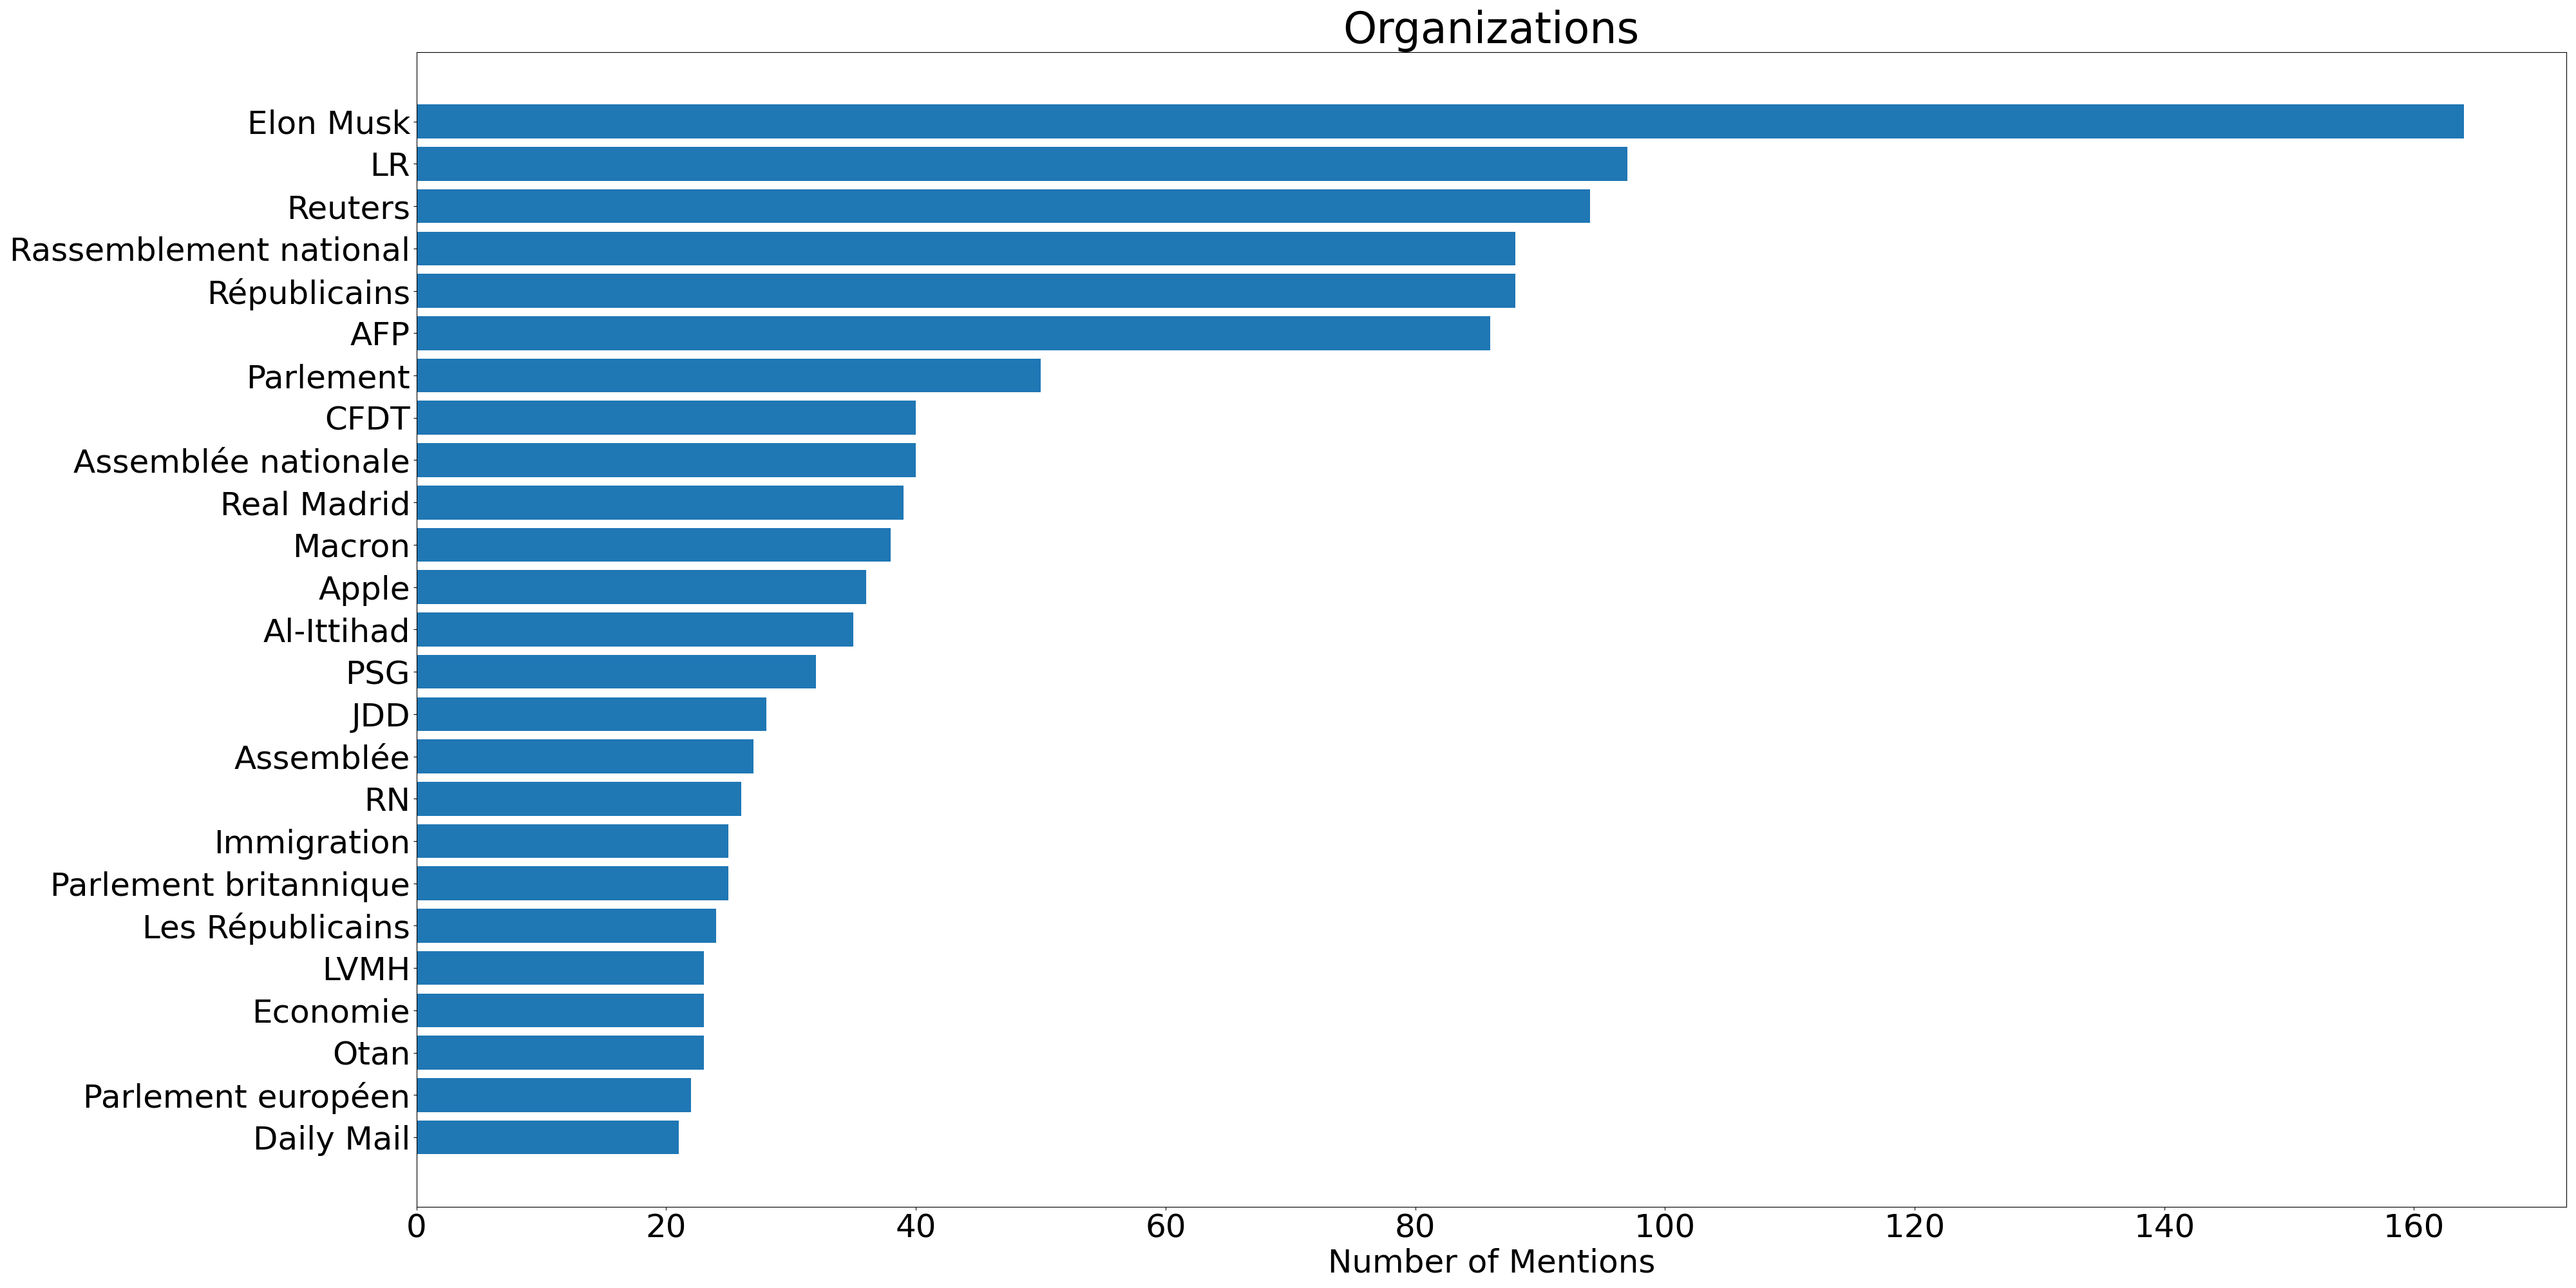 Organizations
Elon Musk
LR
Reuters
Rassemblement national
Républicains
AFP
Parlement
CFDT
Assemblée nationale
Real Madrid
Macron
Apple
Al-Ittihad
PSG
JDD
Assemblée
RN
Immigration
Parlement britannique
Les Républicains
LVMH
Economie
Otan
Parlement européen
Daily Mail
0 20 40 60 80 100 120 140 160
Number of Mentions